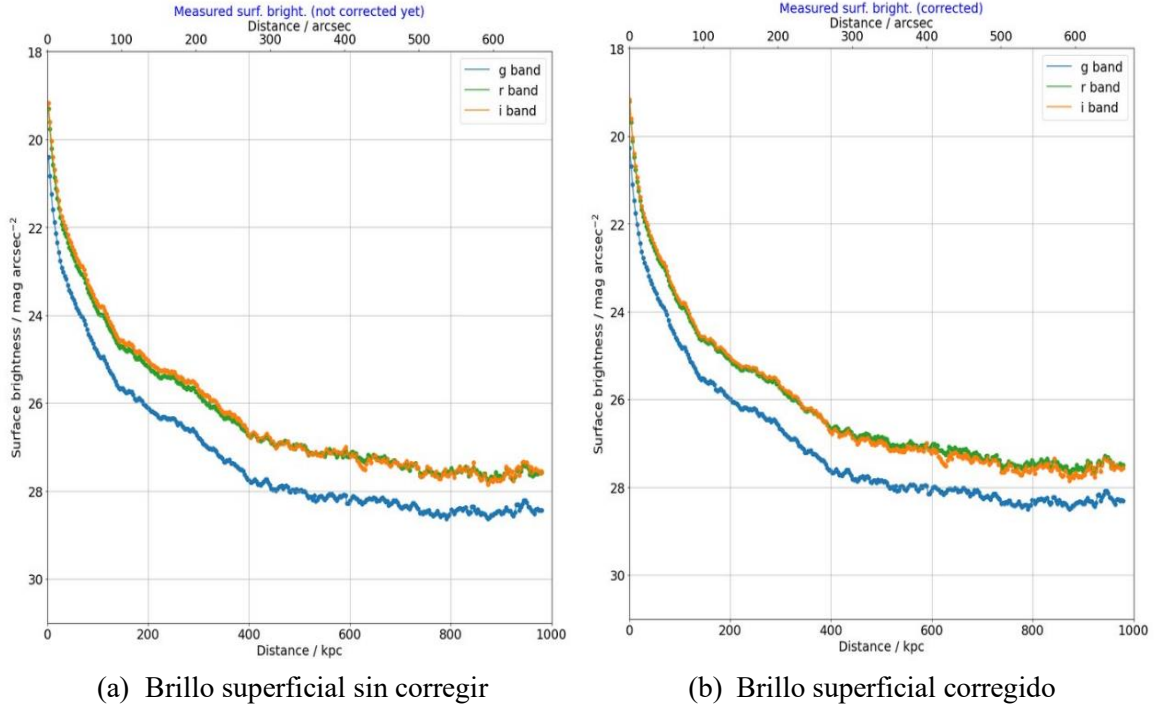 Measured surf. bright. (not corrected yet)
Distance / arcsec
0 100 200 300 400 500 600
18
20
22
24
26
28
30
Surface brightness / mag arcsec⁻²
g band
r band
i band
0 200 400 600 800 1000
Distance / kpc
(a) Brillo superficial sin corregir
Measured surf. bright. (corrected)
Distance / arcsec
0 100 200 300 400 500 600
18
20
22
24
26
28
30
Surface brightness / mag arcsec⁻²
g band
r band
i band
0 200 400 600 800 1000
Distance / kpc
(b) Brillo superficial corregido